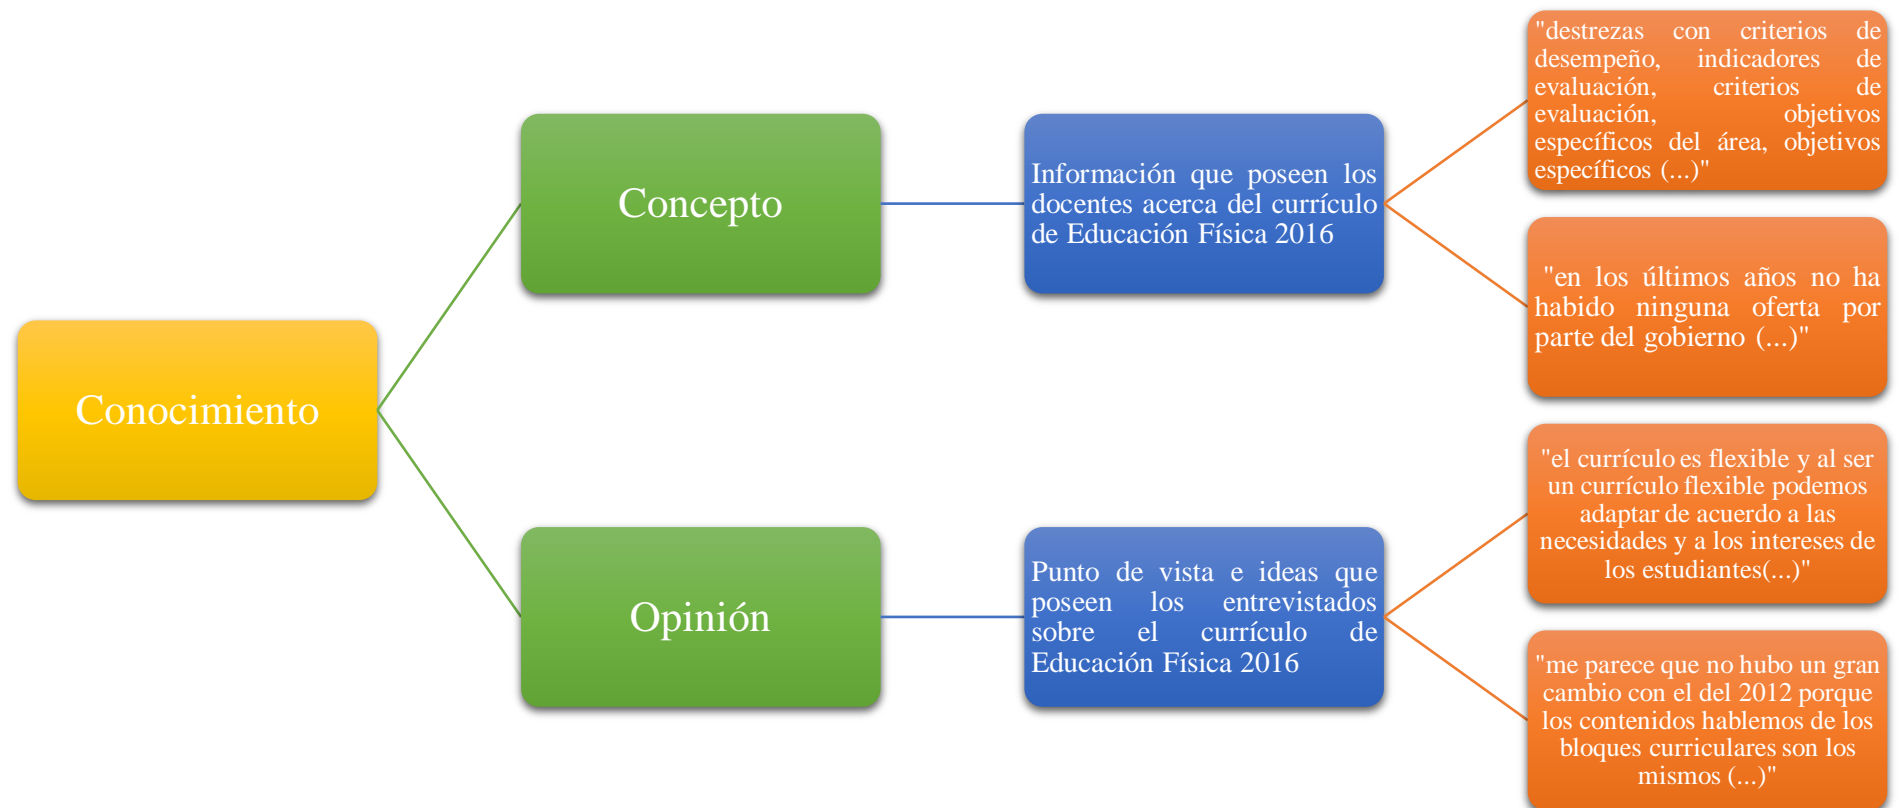 Conocimiento
Concepto
Información que poseen los
docentes acerca del currículo
de Educación Física 2016
"destrezas con criterios de
desempeño, indicadores de
evaluación, criterios de
evaluación, objetivos
específicos del área, objetivos
específicos (...)"
"en los últimos años no ha
habido ninguna oferta por
parte del gobierno (...)"
Opinión
Punto de vista e ideas que
poseen los entrevistados
sobre el currículo de
Educación Física 2016
"el currículo es flexible y al ser
un currículo flexible podemos
adaptar de acuerdo a las
necesidades y a los intereses de
los estudiantes(...)"
"me parece que no hubo un gran
cambio con el del 2012 porque
los contenidos hablemos de los
bloques curriculares son los
mismos (...)"